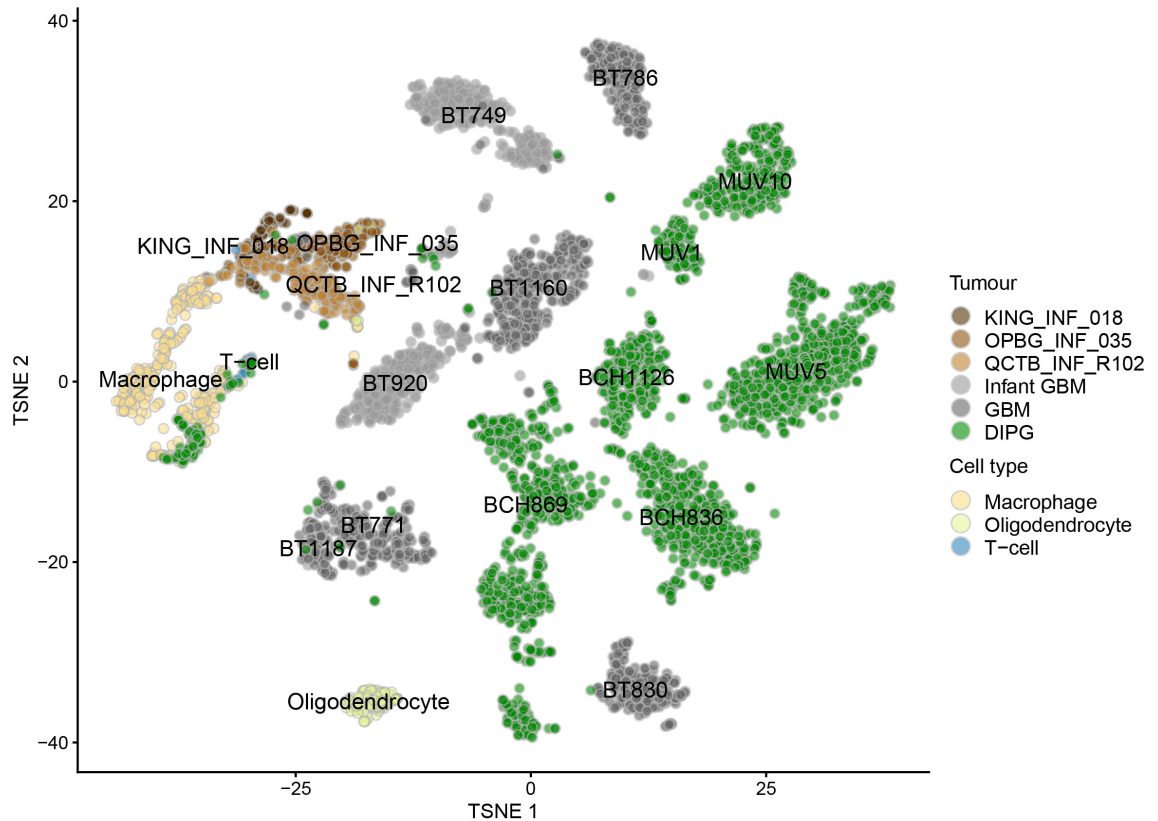 40
20
0
−20
−40
−25
0
25
TSNE 1
TSNE 2
BT786
BT749
MUV10
MUV1
KING_INF_018
OPBG_INF_035
QCTB_INF_R102
BT1160
T−cell
Macrophage
BT920
BCH1126
MUV5
BCH869
BCH836
BT771
BT1187
Oligodendrocyte
BT830
Tumour
KING_INF_018
OPBG_INF_035
QCTB_INF_R102
Infant GBM
GBM
DIPG
Cell type
Macrophage
Oligodendrocyte
T−cell